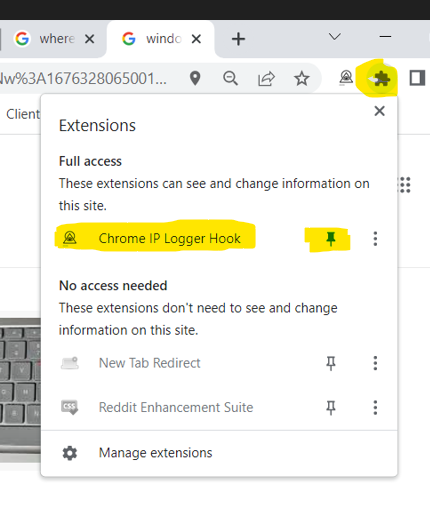 where
windo
Nw%3A1676328065001...
Client
Extensions
Full access
These extensions can see and change information on
this site.
Chrome IP Logger Hook
No access needed
These extensions don't need to see and change
information on this site.
New Tab Redirect
CSS
Reddit Enhancement Suite
Manage extensions